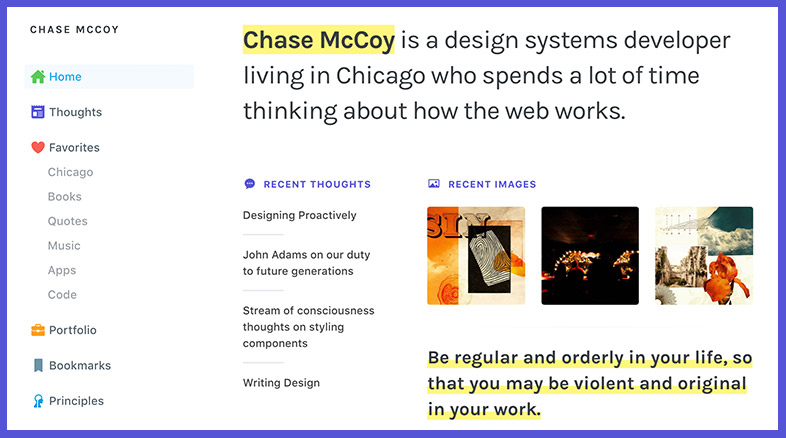 CHASE MCCOY
Home
Thoughts
Favorites
Chicago
Books
Quotes
Music
Apps
Code
Portfolio
Bookmarks
Principles
Chase McCoy is a design systems developer
living in Chicago who spends a lot of time
thinking about how the web works.
RECENT THOUGHTS
Designing Proactively
John Adams on our duty
to future generations
Stream of consciousness
thoughts on styling
components
Writing Design
RECENT IMAGES
SIN
Be regular and orderly in your life, so
that you may be violent and original
in your work.